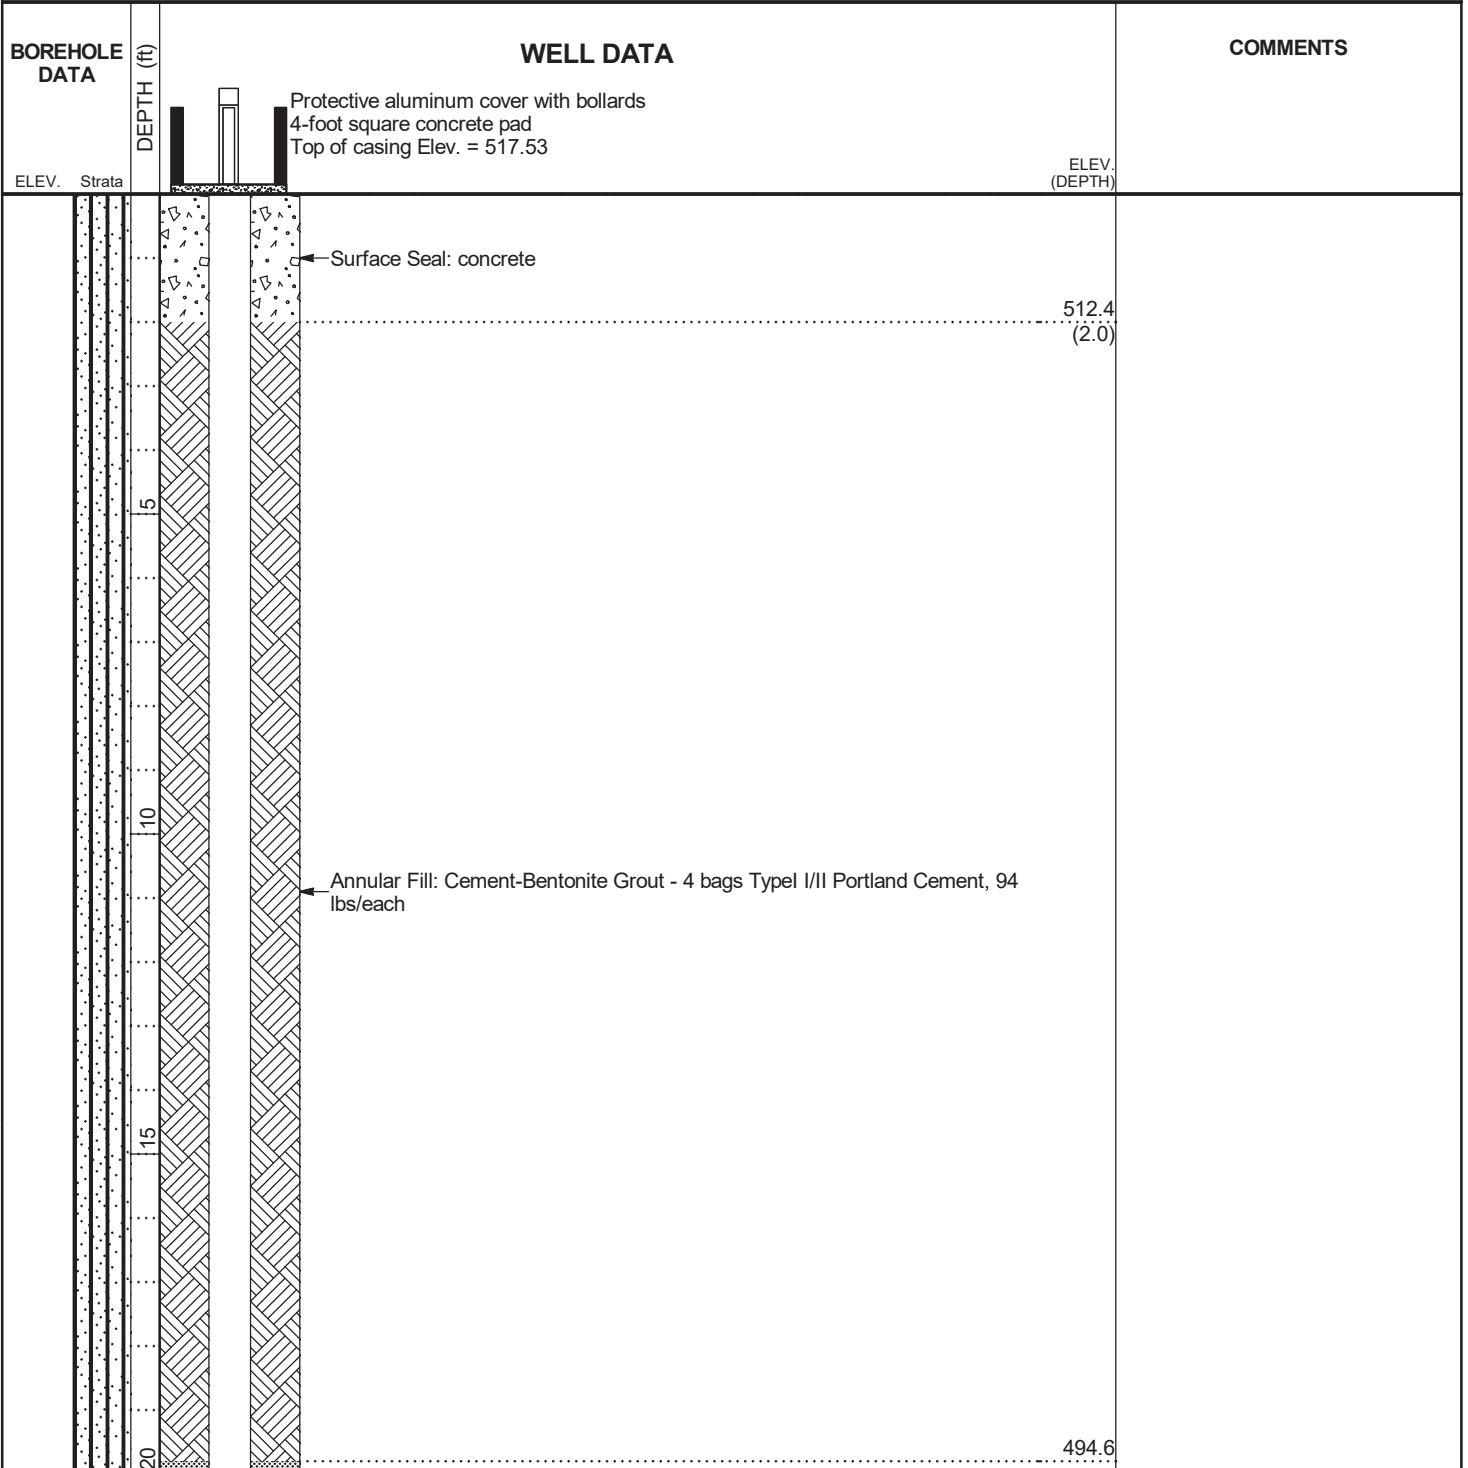 BOREHOLE
DATA
DEPTH (ft)
WELL DATA
COMMENTS
Protective aluminum cover with bollards
4-foot square concrete pad
Top of casing Elev. = 517.53
ELEV.
(DEPTH)
ELEV. Strata
Surface Seal: concrete
512.4
(2.0)
5
10
Annular Fill: Cement-Bentonite Grout - 4 bags TypeI I/II Portland Cement, 94
lbs/each
15
494.6
20